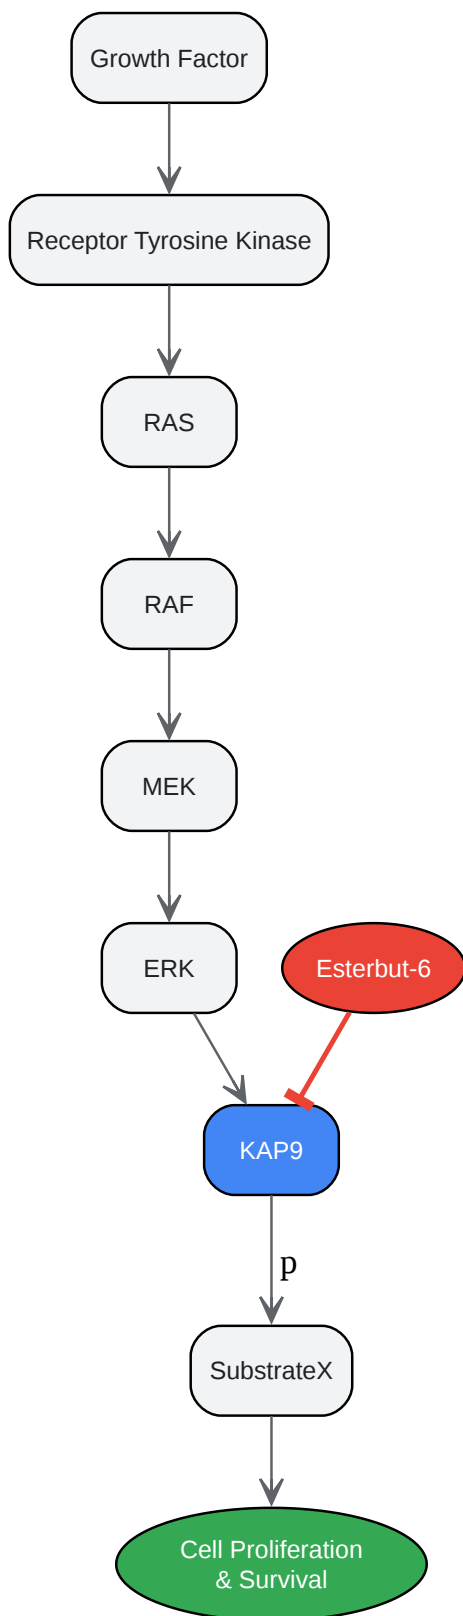 Growth Factor
Receptor Tyrosine Kinase
RAS
RAF
MEK
ERK
Esterbut-6
KAP9
p
SubstrateX
Cell Proliferation
& Survival